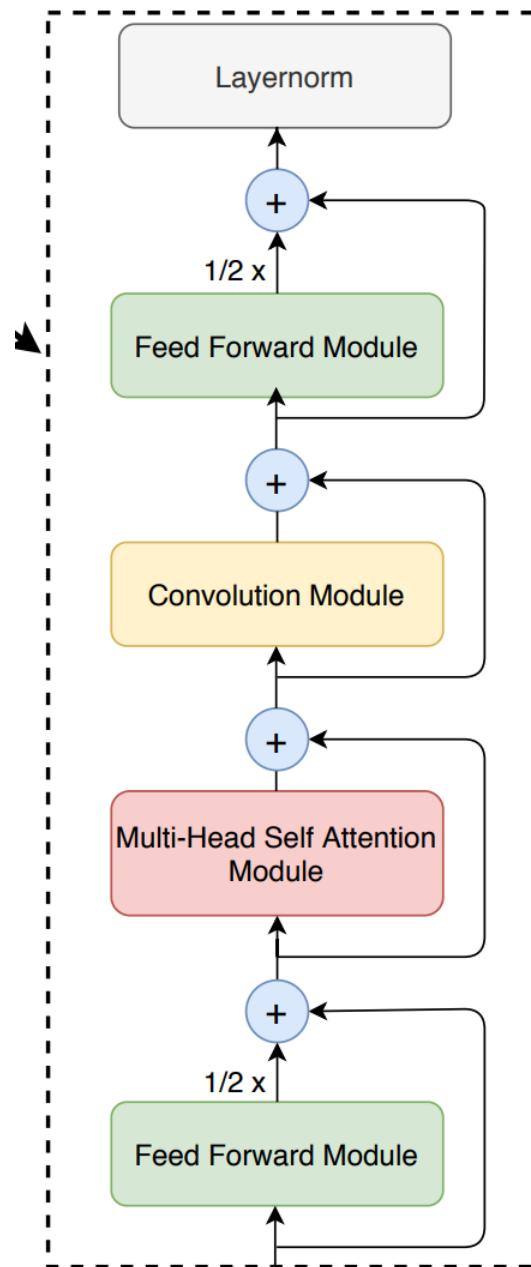 Layernorm
+
1/2 x
Feed Forward Module
+
Convolution Module
+
Multi-Head Self Attention
Module
+
1/2 x
Feed Forward Module